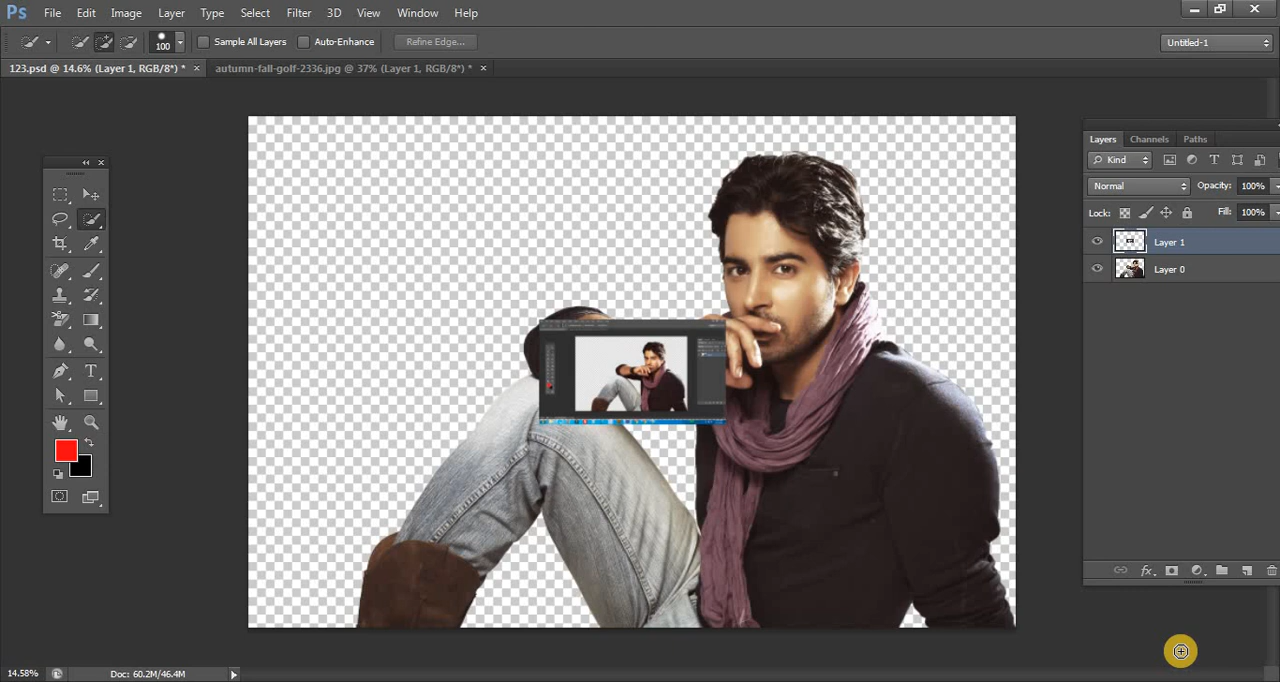 Ps File Edit Image Layer Type Select Filter 3D View Window Help
100 Sample All Layers Auto-Enhance Refine Edge... Untitled-1
123.psd @ 14.6% (Layer 1, RGB/8*) * × autumn-fall-golf-2336.jpg @ 37% (Layer 1, RGB/8*) * ×
Layers Channels Paths
Kind
Normal Opacity: 100%
Lock: Fill: 100%
Layer 1
Layer 0
14.58% Doc: 60.2M/46.4M